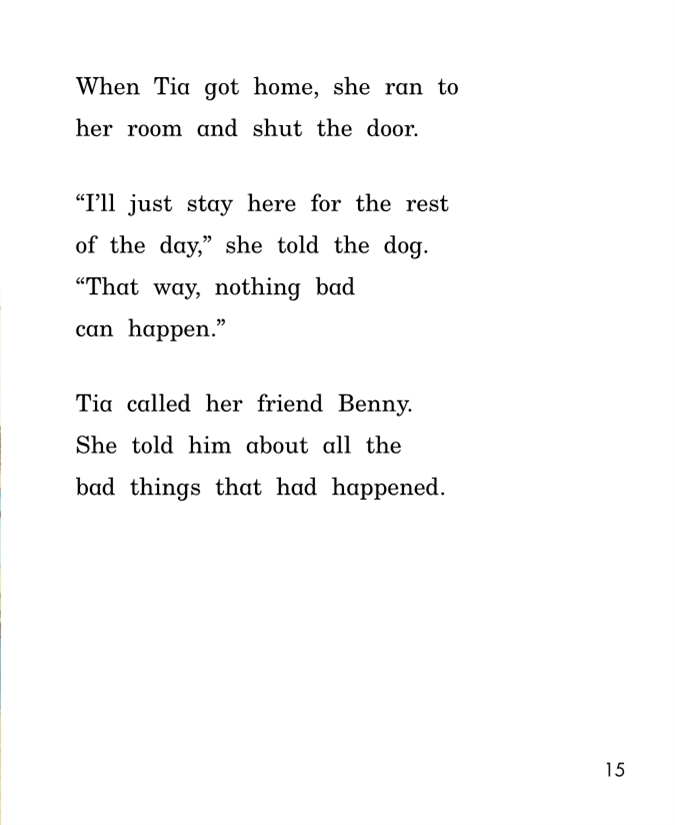 When Tia got home, she ran to
her room and shut the door.
“I’ll just stay here for the rest
of the day,” she told the dog.
“That way, nothing bad
can happen.”
Tia called her friend Benny.
She told him about all the
bad things that had happened.
15